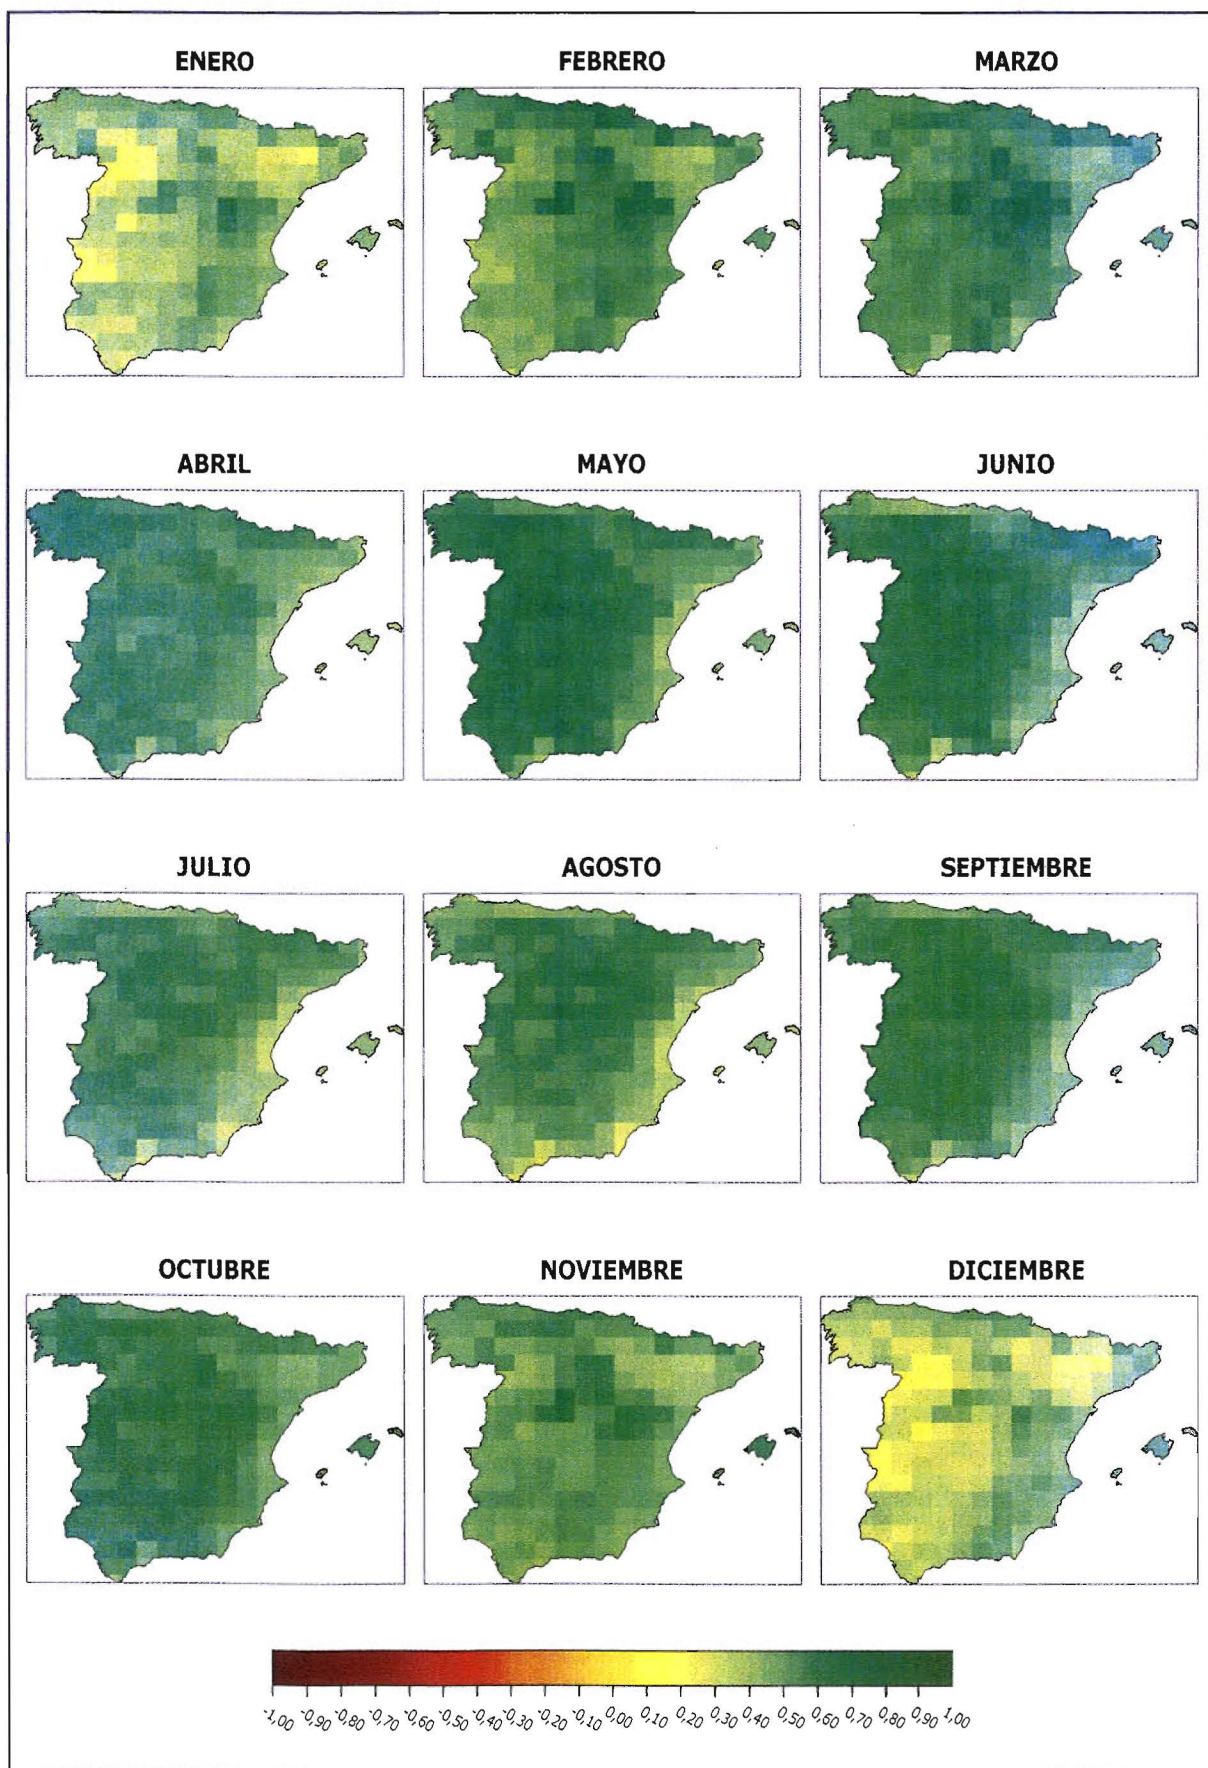 ENERO FEBRERO MARZO
ABRIL MAYO JUNIO
JULIO AGOSTO SEPTIEMBRE
OCTUBRE NOVIEMBRE DICIEMBRE
-1,00 -0,90 -0,80 -0,70 -0,60 -0,50 -0,40 -0,30 -0,20 -0,10 0,00 0,10 0,20 0,30 0,40 0,50 0,60 0,70 0,80 0,90 1,00